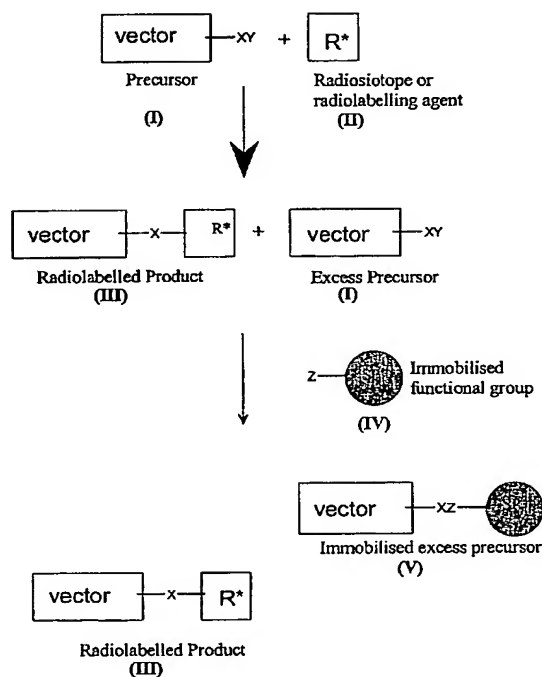 vector XY + R*
Precursor Radiosiotope or
radiolabelling agent
(I) (II)
vector X R* + vector XY
Radiolabelled Product Excess Precursor
(III) (I)
Z Immobilised
functional group
(IV)
vector XZ
Immobilised excess precursor
(V)
vector X R*
Radiolabelled Product
(III)